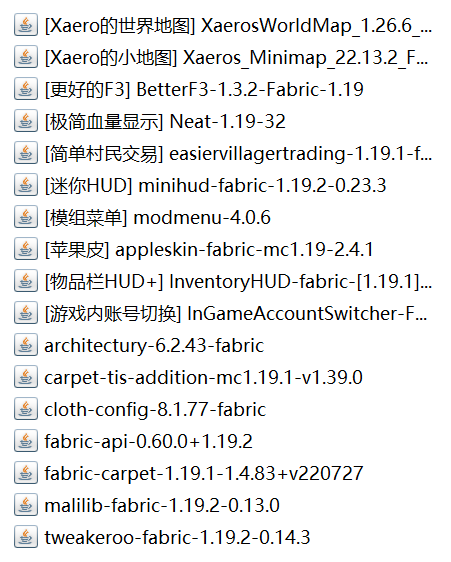 [Xaero的世界地图] XaerosWorldMap_1.26.6_...
[Xaero的小地图] Xaeros_Minimap_22.13.2_F...
[更好的F3] BetterF3-1.3.2-Fabric-1.19
[极简血量显示] Neat-1.19-32
[简单村民交易] easiervillagertrading-1.19.1-f...
[迷你HUD] minihud-fabric-1.19.2-0.23.3
[模组菜单] modmenu-4.0.6
[苹果皮] appleskin-fabric-mc1.19-2.4.1
[物品栏HUD+] InventoryHUD-fabric-[1.19.1]...
[游戏内账号切换] InGameAccountSwitcher-F...
architectury-6.2.43-fabric
carpet-tis-addition-mc1.19.1-v1.39.0
cloth-config-8.1.77-fabric
fabric-api-0.60.0+1.19.2
fabric-carpet-1.19.1-1.4.83+v220727
malilib-fabric-1.19.2-0.13.0
tweakeroo-fabric-1.19.2-0.14.3